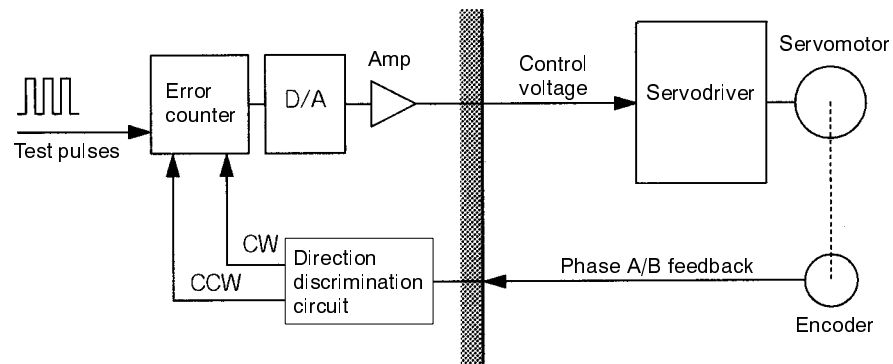 Test pulses
Error
counter
D/A
Amp
Control
voltage
Servodriver
Servomotor
CW
CCW
Direction
discrimination
circuit
Phase A/B feedback
Encoder